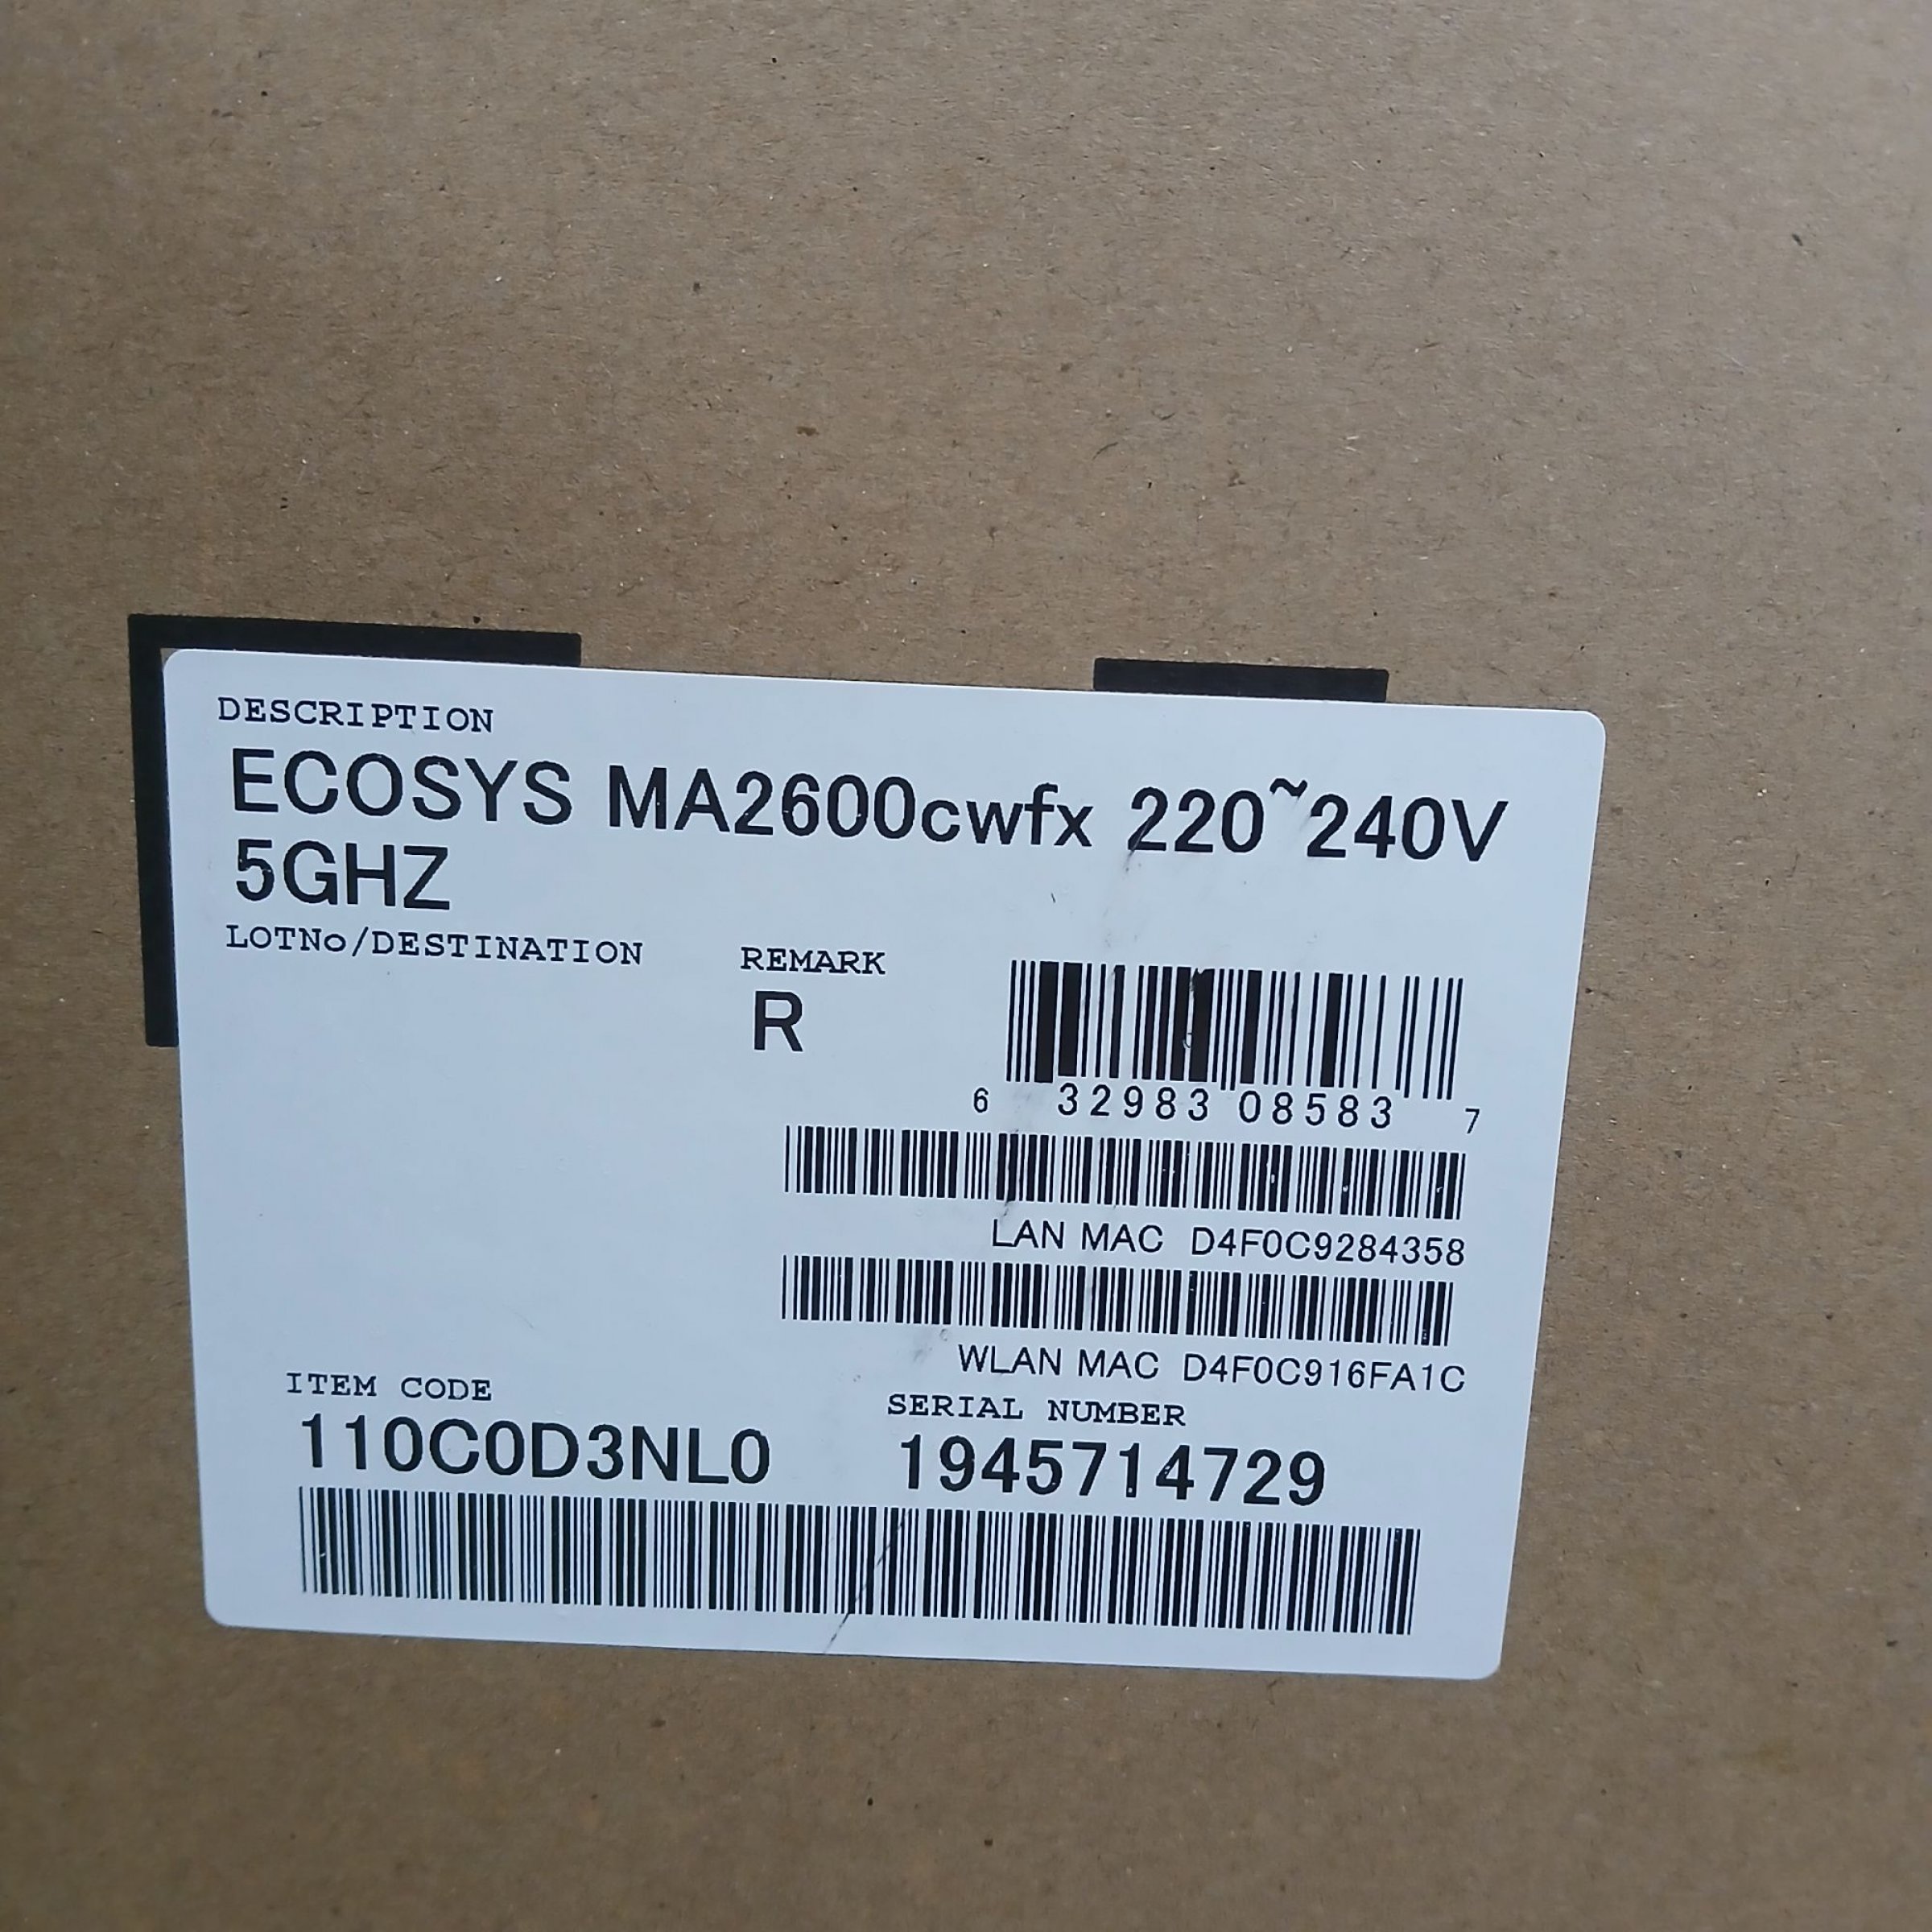 DESCRIPTION
ECOSYS MA2600cwfx 220~240V
5GHZ
LOTNo/DESTINATION
REMARK
R
6 32983 08583 7
LAN MAC D4F0C9284358
WLAN MAC D4F0C916FA1C
ITEM CODE
110C0D3NL0
SERIAL NUMBER
1945714729